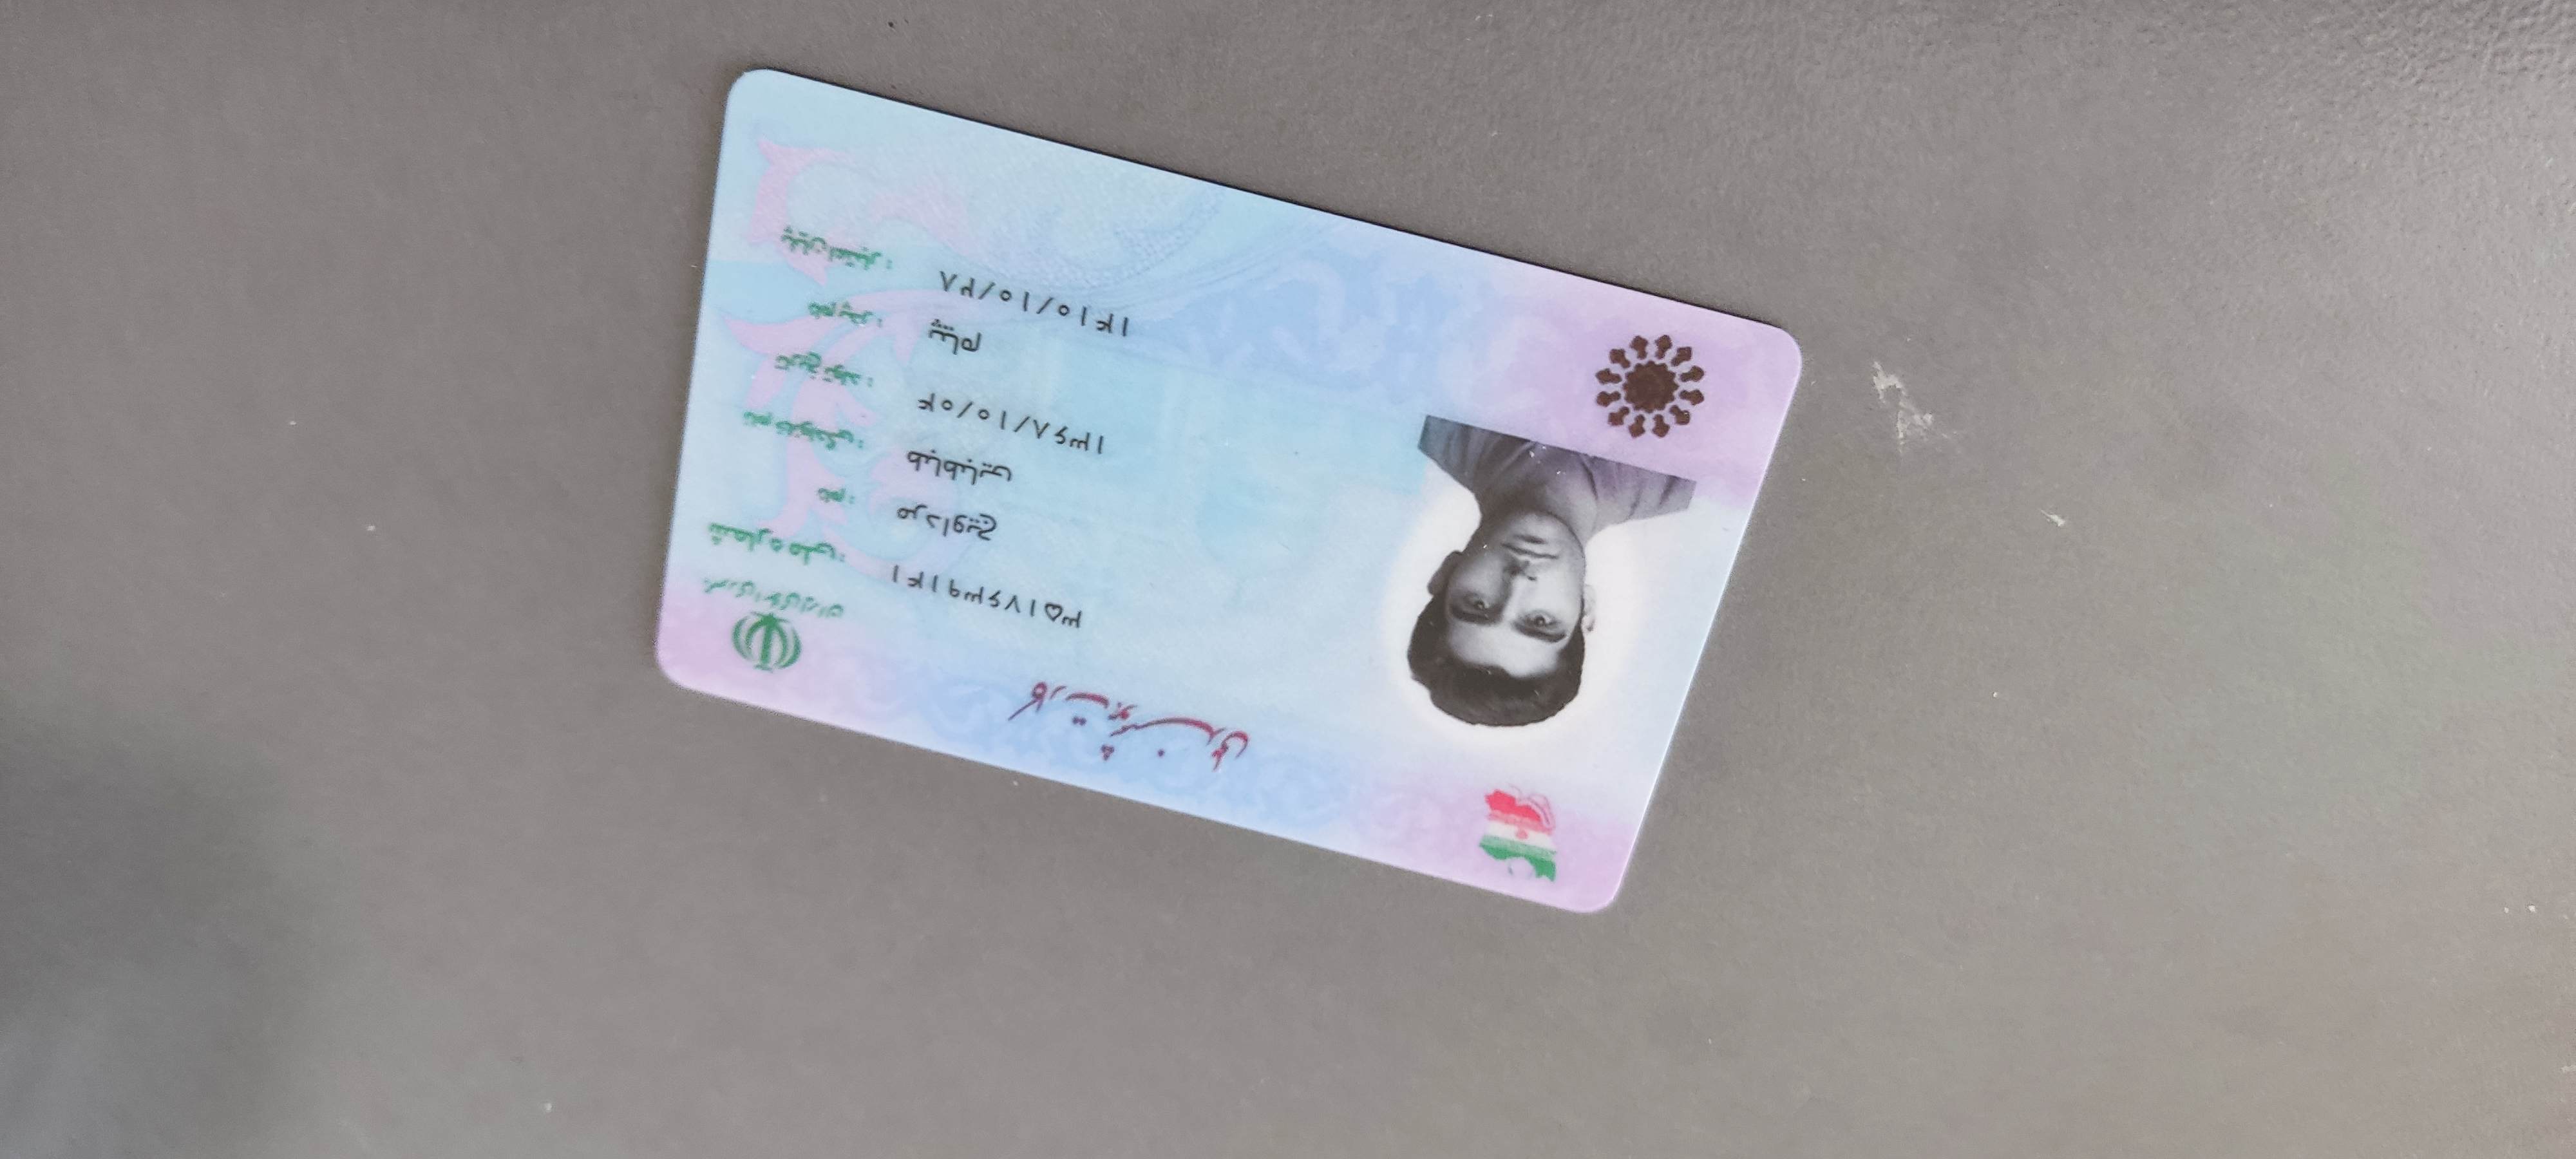 کارت هوشمند ملی
جمهوری اسلامی ایران
شماره ملی: ۳۵۱۷۶۳۹۱۴۱
نام: مرداویج
نام خانوادگی: طباطبایی
تاریخ تولد: ۱۳۶۸/۱۰/۰۴
نام پدر: پیام
پایان اعتبار: ۱۴۱۰/۱۰/۲۸